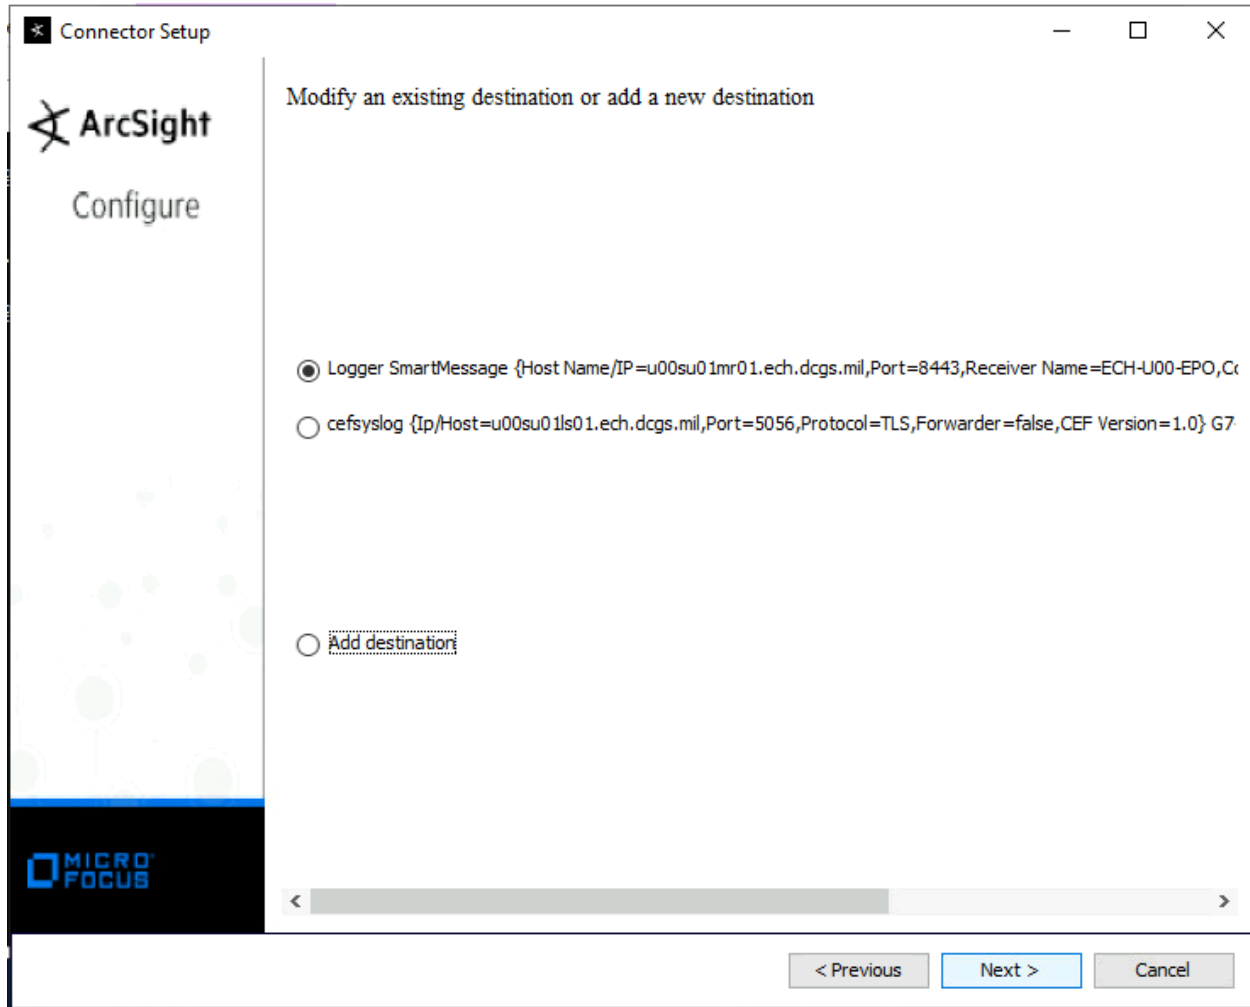 Connector Setup
ArcSight
Configure
Modify an existing destination or add a new destination
Logger SmartMessage {Host Name/IP=u00su01mr01.ech.dcgs.mil,Port=8443,Receiver Name=ECH-U00-EPO,Co
cefsyslog {Ip/Host=u00su01ls01.ech.dcgs.mil,Port=5056,Protocol=TLS,Forwarder=false,CEF Version=1.0} G7
Add destination
MICRO
FOCUS
< Previous
Next >
Cancel